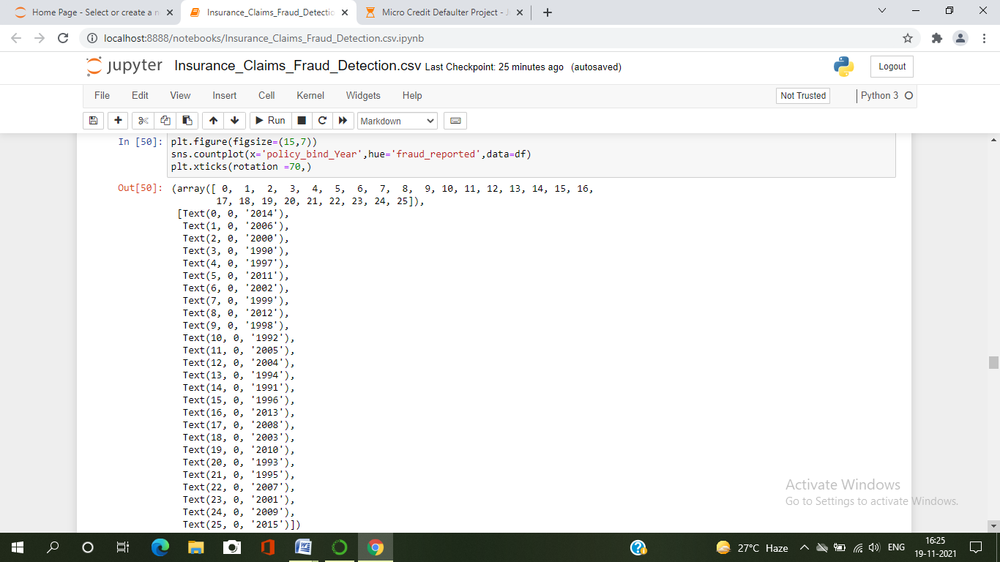 Home Page - Select or create a n
Insurance_Claims_Fraud_Detectio
Micro Credit Defaulter Project - J
localhost:8888/notebooks/Insurance_Claims_Fraud_Detection.csv.ipynb
jupyter Insurance_Claims_Fraud_Detection.csv Last Checkpoint: 25 minutes ago (autosaved)
Logout
File Edit View Insert Cell Kernel Widgets Help
Not Trusted
Python 3
Run
Markdown
In [50]: plt.figure(figsize=(15,7))
sns.countplot(x='policy_bind_Year',hue='fraud_reported',data=df)
plt.xticks(rotation =70,)
Out[50]: (array([ 0, 1, 2, 3, 4, 5, 6, 7, 8, 9, 10, 11, 12, 13, 14, 15, 16,
17, 18, 19, 20, 21, 22, 23, 24, 25]),
[Text(0, 0, '2014'),
Text(1, 0, '2006'),
Text(2, 0, '2000'),
Text(3, 0, '1990'),
Text(4, 0, '1997'),
Text(5, 0, '2011'),
Text(6, 0, '2002'),
Text(7, 0, '1999'),
Text(8, 0, '2012'),
Text(9, 0, '1998'),
Text(10, 0, '1992'),
Text(11, 0, '2005'),
Text(12, 0, '2004'),
Text(13, 0, '1994'),
Text(14, 0, '1991'),
Text(15, 0, '1996'),
Text(16, 0, '2013'),
Text(17, 0, '2008'),
Text(18, 0, '2003'),
Text(19, 0, '2010'),
Text(20, 0, '1993'),
Text(21, 0, '1995'),
Text(22, 0, '2007'),
Text(23, 0, '2001'),
Text(24, 0, '2009'),
Text(25, 0, '2015')])
Activate Windows
Go to Settings to activate Windows.
27°C Haze
ENG
16:25
19-11-2021